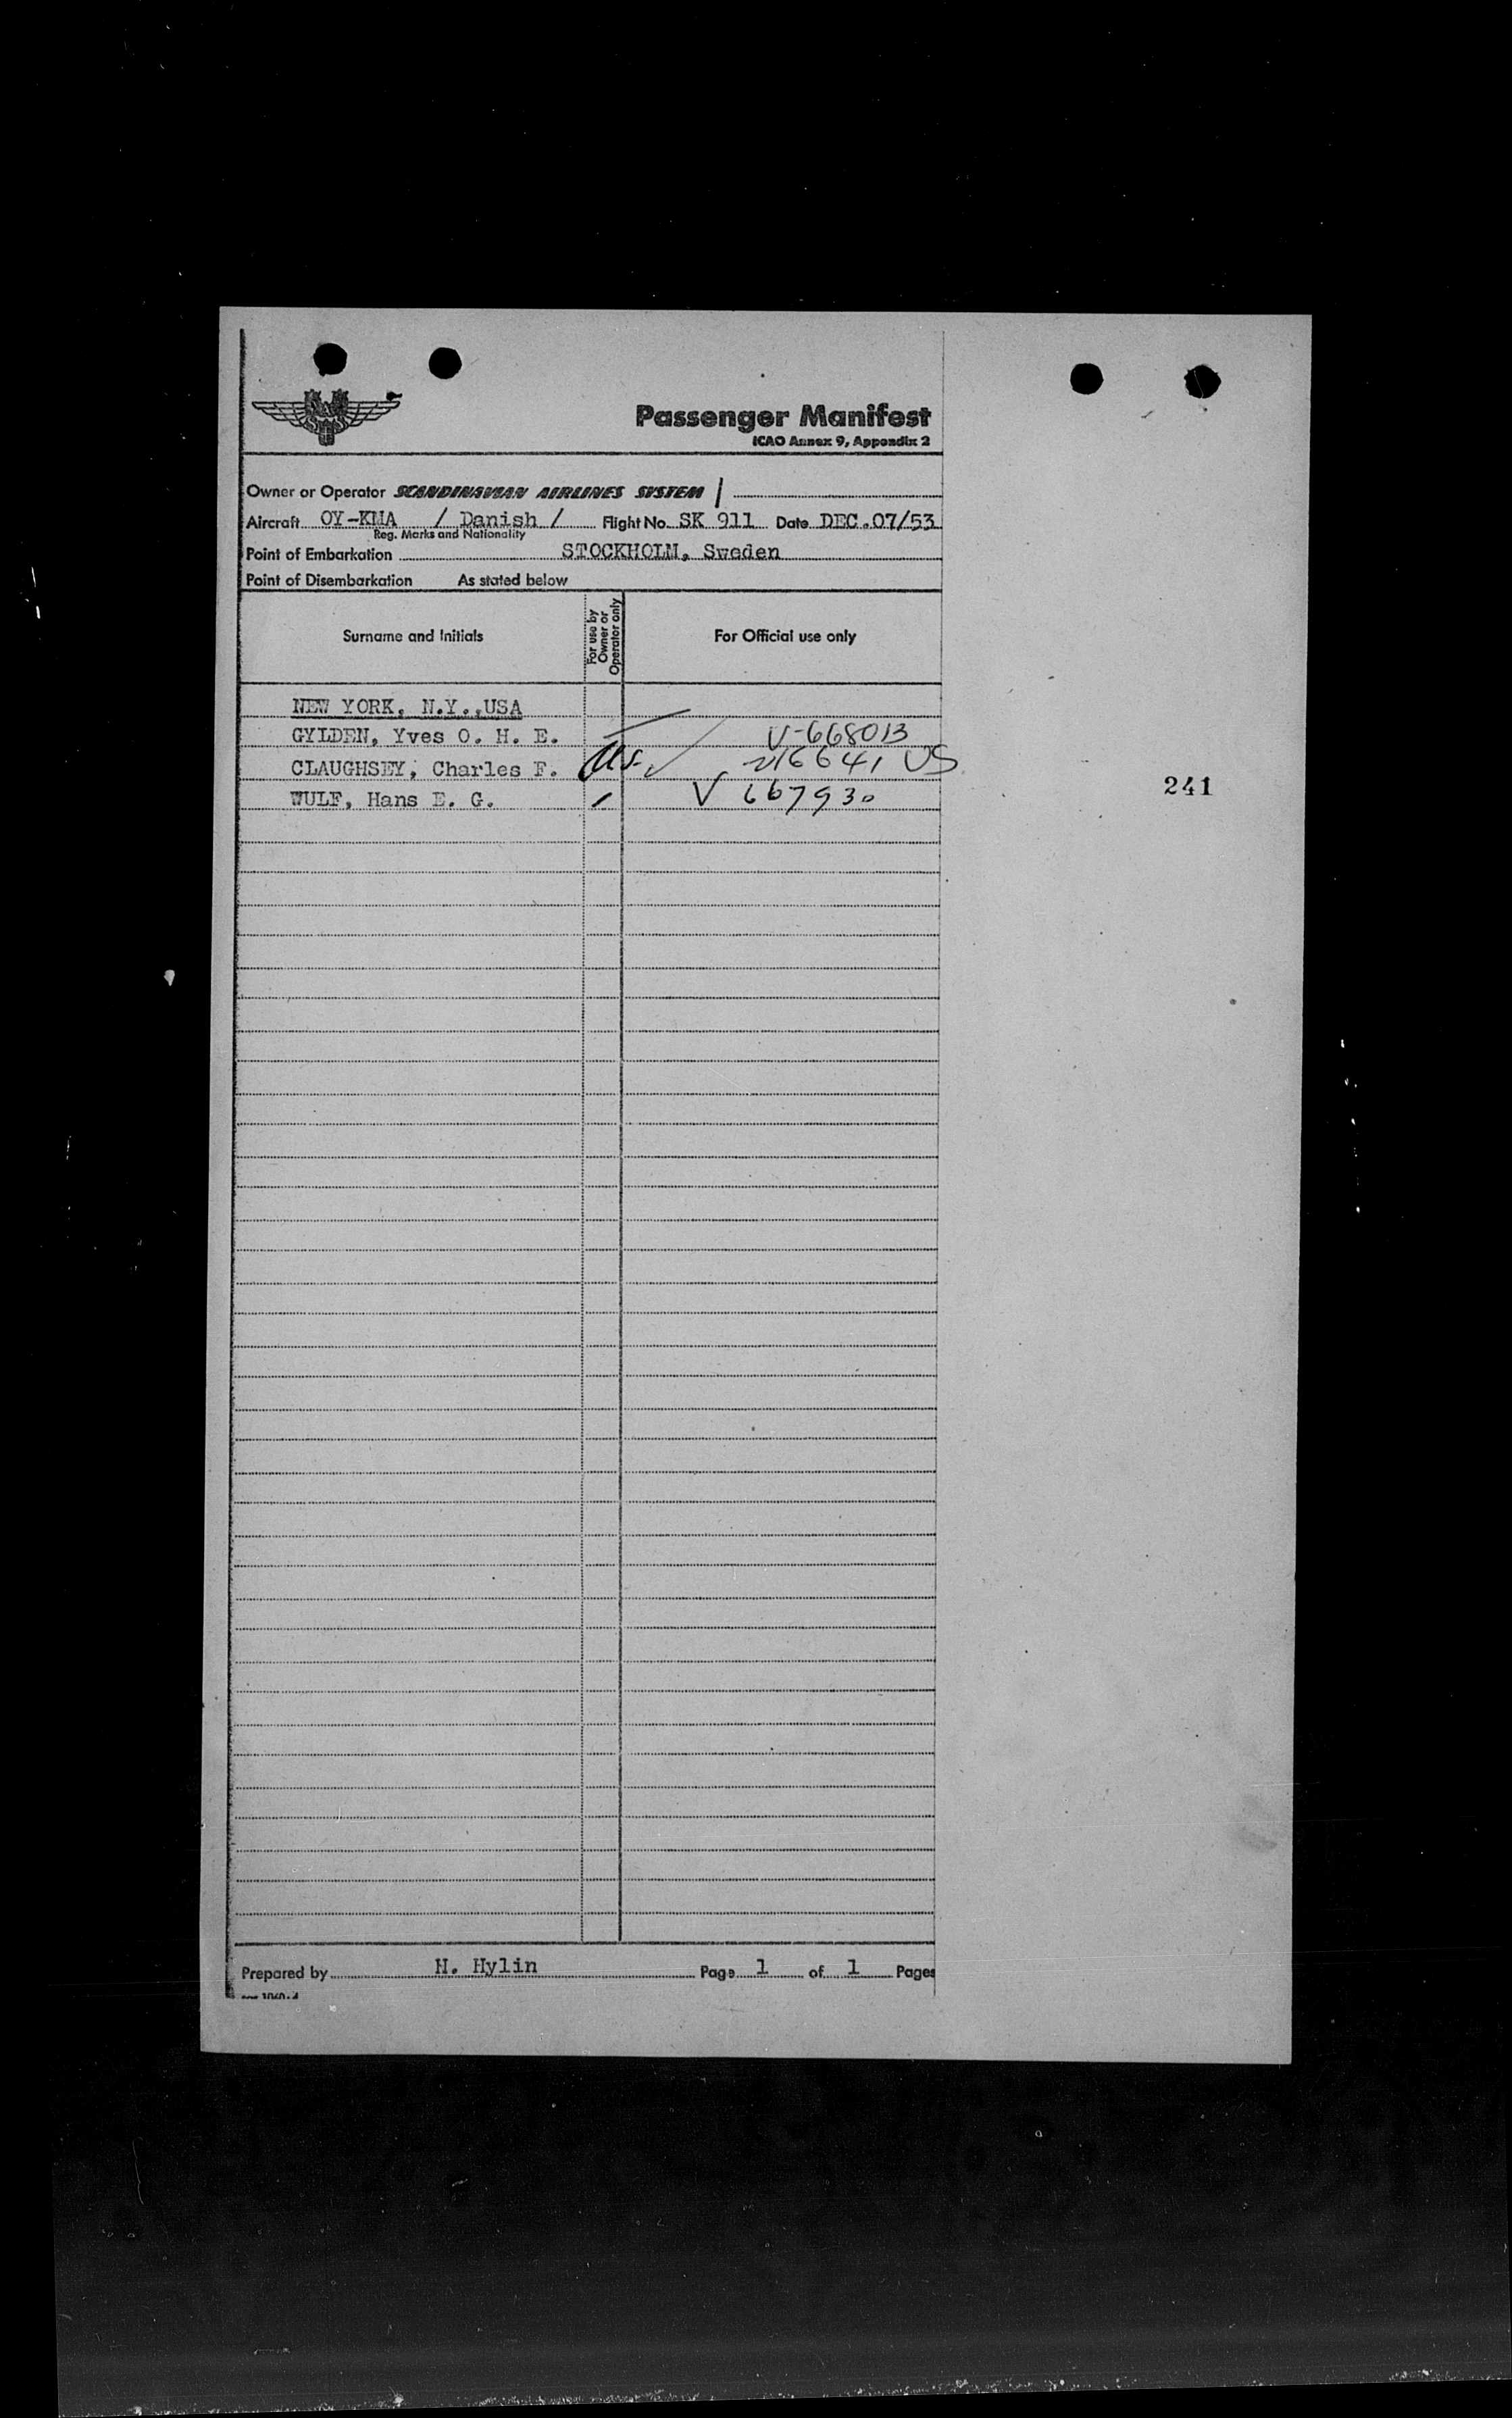 Passenger Manifest
ICAO Annex 9, Appendix 2
Owner or Operator SCANDINAVIAN AIRLINES SYSTEM
Aircraft OY-KMA / Danish / Flight No. SK 911 Date DEC.07/53
Reg. Marks and Nationality
Point of Embarkation STOCKHOLM, Sweden
Point of Disembarkation As stated below
Surname and Initials For use by Owner or Operator only For Official use only
NEW YORK, N.Y.,USA
GYLDEN, Yves O. H. E. V-668013
CLAUGHSEY, Charles F. 216641 US
WULF, Hans E. G. V 667930
241
Prepared by H. Hylin Page 1 of 1 Pages